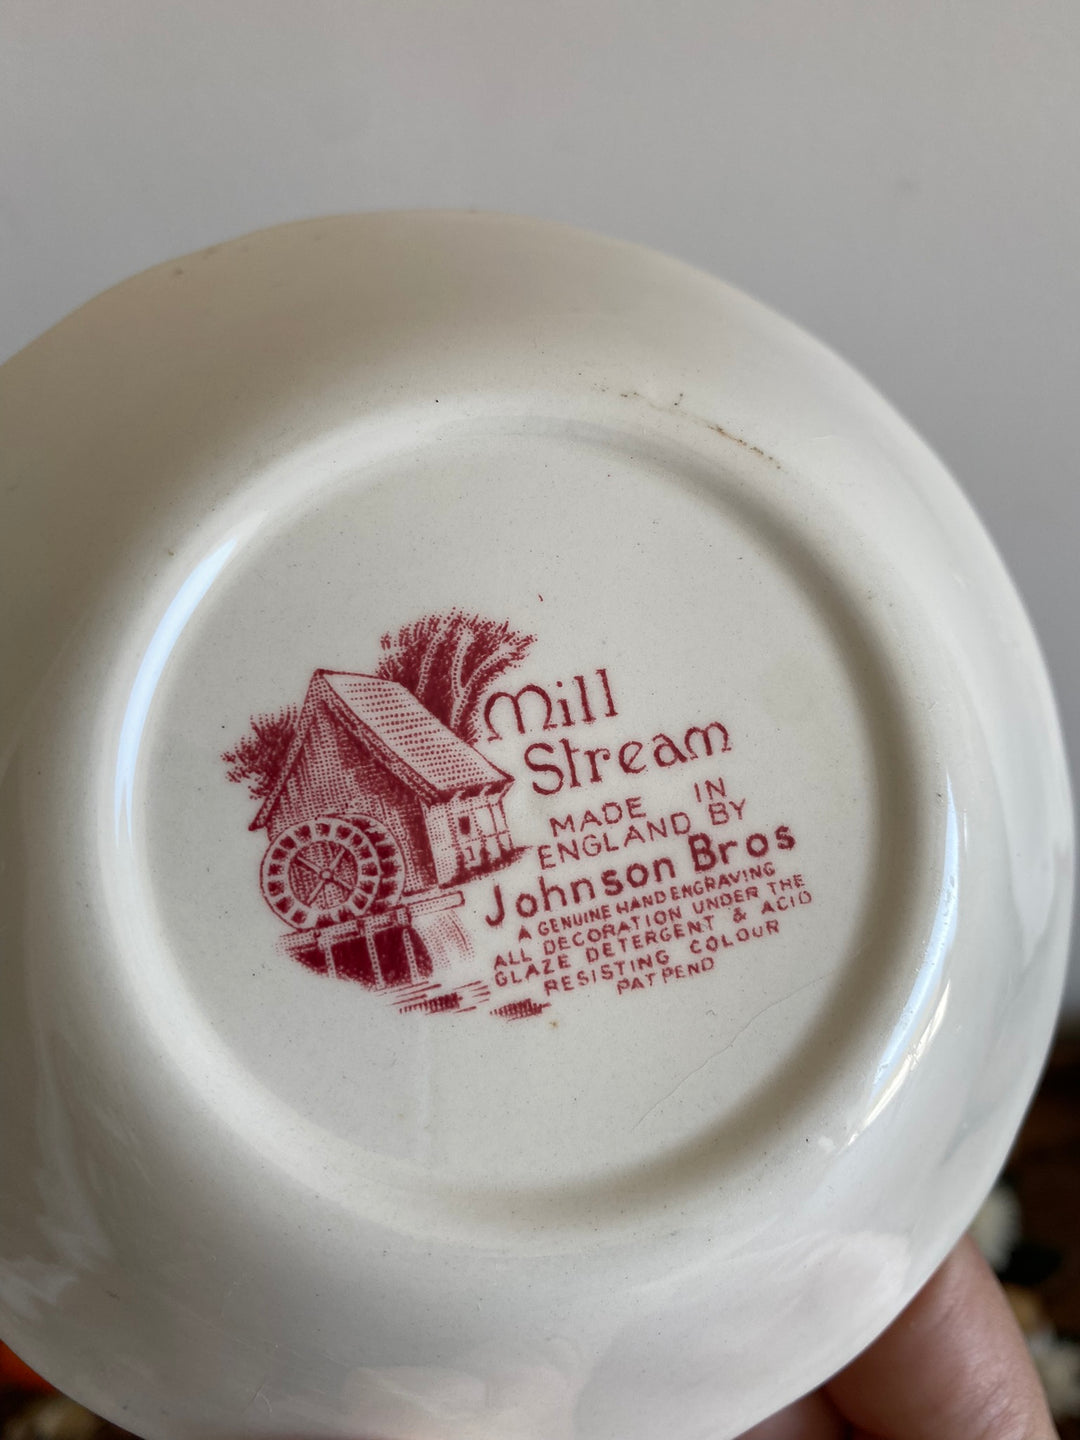 Mill
Stream
MADE IN
ENGLAND BY
Johnson Bros
A GENUINE HAND ENGRAVING
ALL DECORATION UNDER THE
GLAZE DETERGENT & ACID
RESISTING COLOUR
PAT PEND